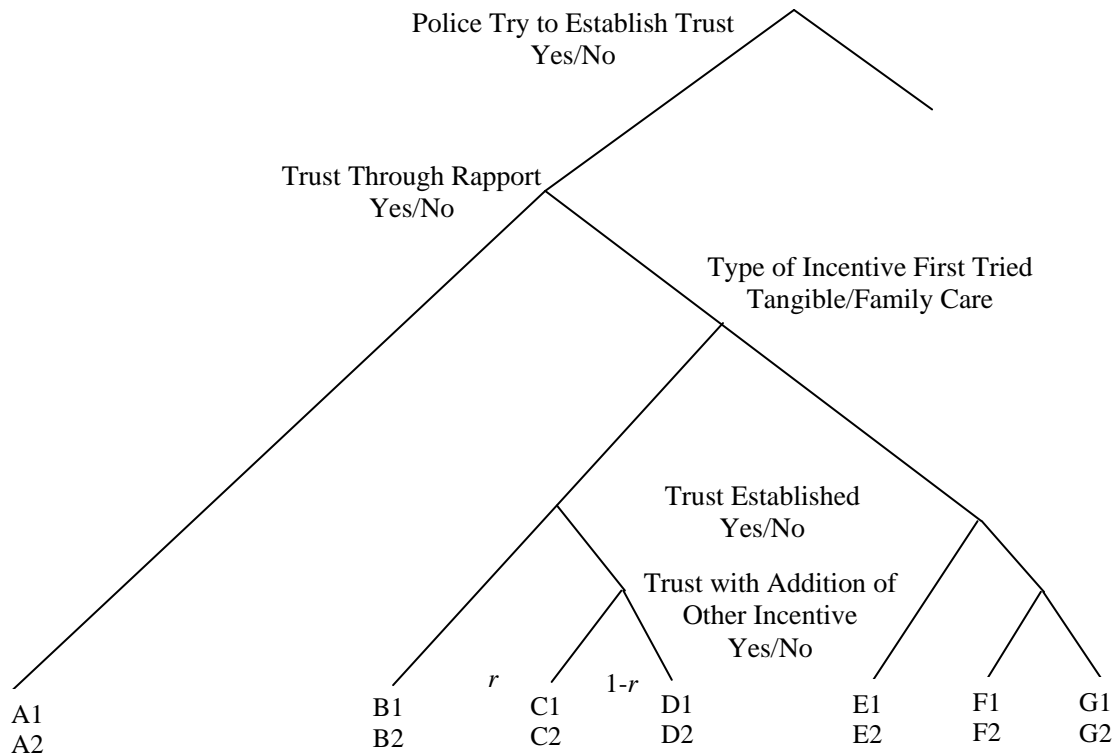 Police Try to Establish Trust
Yes/No
Trust Through Rapport
Yes/No
Type of Incentive First Tried
Tangible/Family Care
Trust Established
Yes/No
Trust with Addition of
Other Incentive
Yes/No
r 1-r
A1 B1 C1 D1 E1 F1 G1
A2 B2 C2 D2 E2 F2 G2